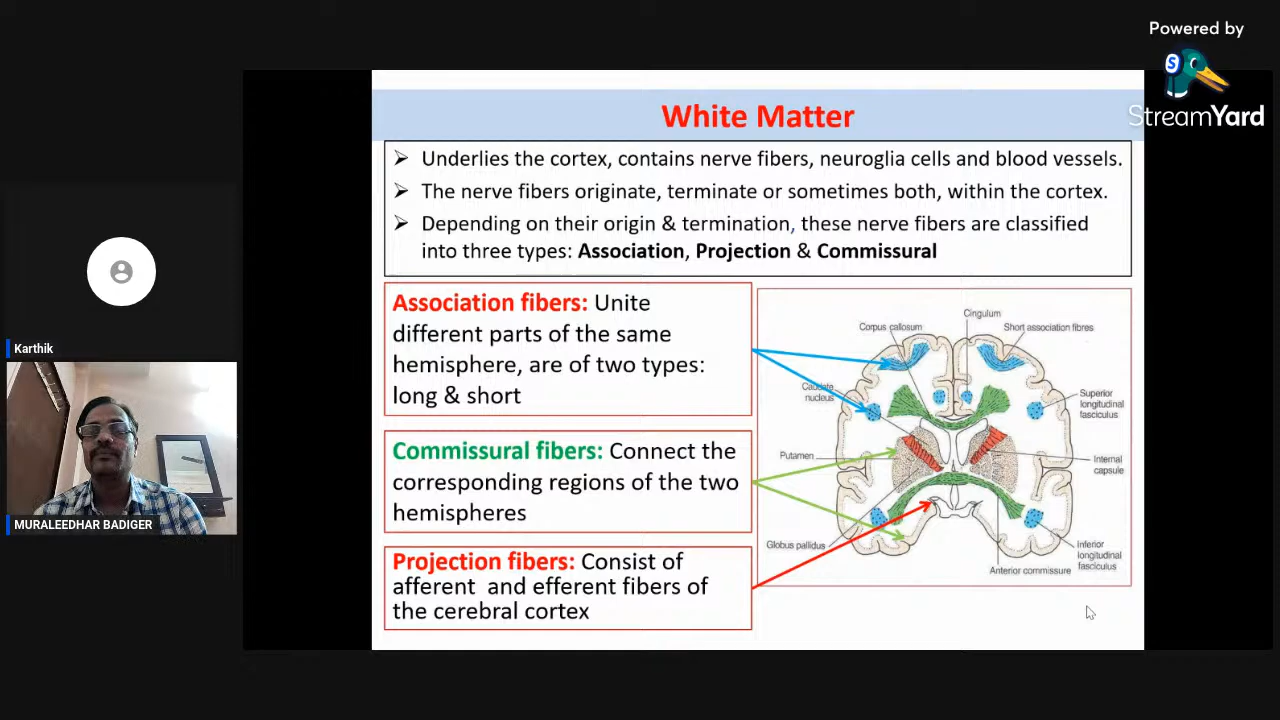 Powered by
StreamYard
White Matter
➢ Underlies the cortex, contains nerve fibers, neuroglia cells and blood vessels.
➢ The nerve fibers originate, terminate or sometimes both, within the cortex.
➢ Depending on their origin & termination, these nerve fibers are classified
into three types: Association, Projection & Commissural
Association fibers: Unite
different parts of the same
hemisphere, are of two types:
long & short
Commissural fibers: Connect the
corresponding regions of the two
hemispheres
Projection fibers: Consist of
afferent and efferent fibers of
the cerebral cortex
Cingulum
Corpus callosum
Short association fibres
Caudate
nucleus
Superior
longitudinal
fasciculus
Putamen
Internal
capsule
Globus pallidus
Inferior
longitudinal
fasciculus
Anterior commissure
Karthik
MURALEEDHAR BADIGER